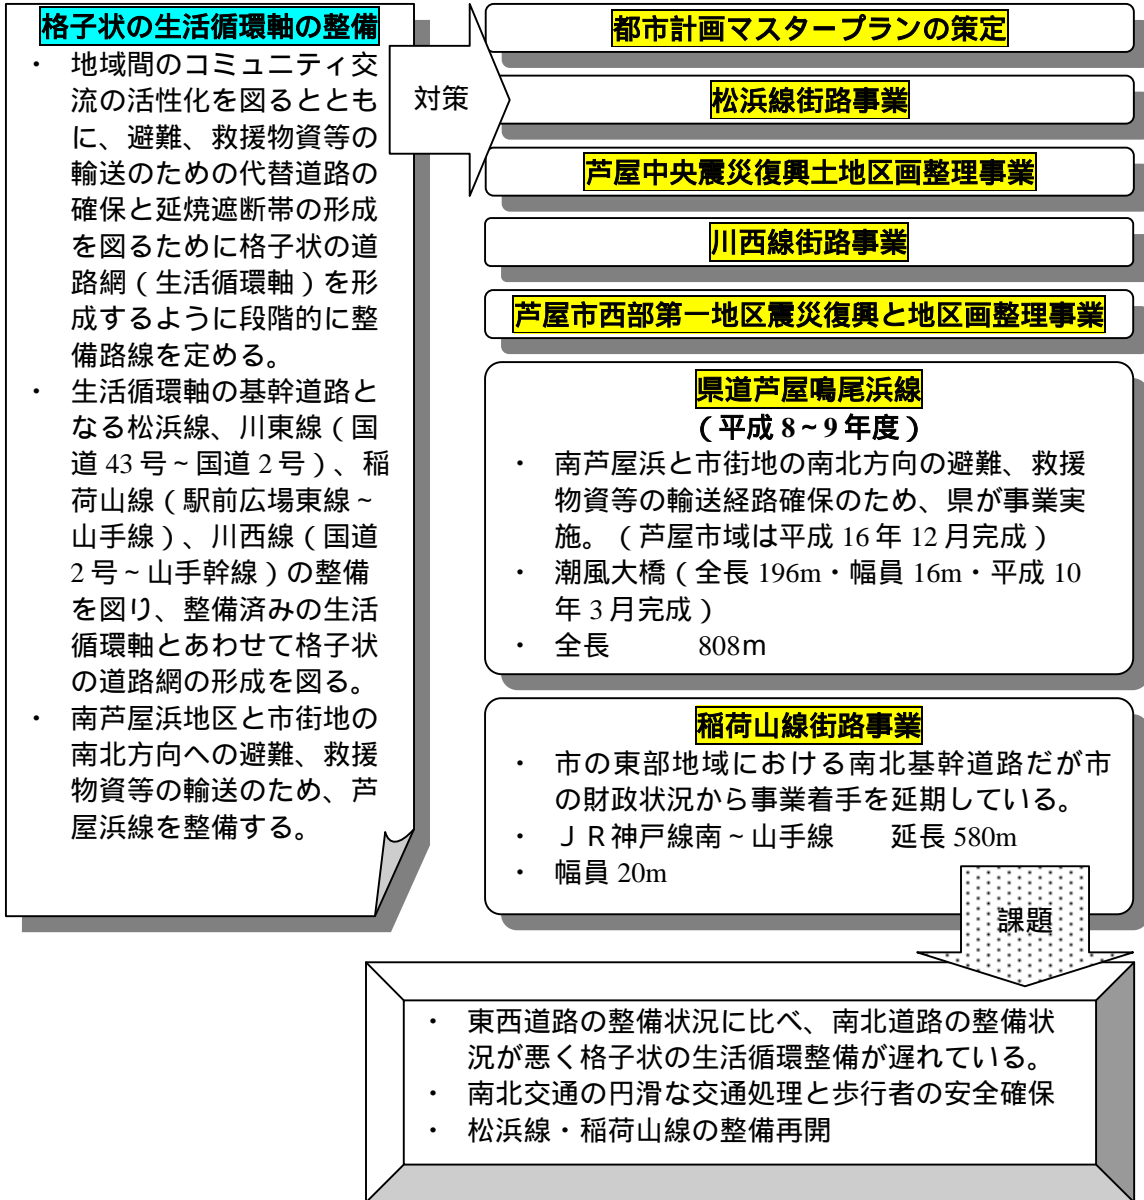 格子状の生活循環軸の整備
・ 地域間のコミュニティ交
流の活性化を図るととも
に、避難、救援物資等の
輸送のための代替道路の
確保と延焼遮断帯の形成
を図るために格子状の道
路網（生活循環軸）を形
成するように段階的に整
備路線を定める。
・ 生活循環軸の基幹道路と
なる松浜線、川東線（国
道 43 号～国道 2 号）、稲
荷山線（駅前広場東線～
山手線）、川西線（国道
2 号～山手幹線）の整備
を図り、整備済みの生活
循環軸とあわせて格子状
の道路網の形成を図る。
・ 南芦屋浜地区と市街地の
南北方向への避難、救援
物資等の輸送のため、芦
屋浜線を整備する。
対策
都市計画マスタープランの策定
松浜線街路事業
芦屋中央震災復興土地区画整理事業
川西線街路事業
芦屋市西部第一地区震災復興と地区画整理事業
県道芦屋鳴尾浜線
（平成 8～9 年度）
・ 南芦屋浜と市街地の南北方向の避難、救援
物資等の輸送経路確保のため、県が事業実
施。（芦屋市域は平成 16 年 12 月完成）
・ 潮風大橋（全長 196m・幅員 16m・平成 10
年 3 月完成）
・ 全長 808ｍ
稲荷山線街路事業
・ 市の東部地域における南北基幹道路だが市
の財政状況から事業着手を延期している。
・ ＪＲ神戸線南～山手線 延長 580m
・ 幅員 20m
課題
・ 東西道路の整備状況に比べ、南北道路の整備状
況が悪く格子状の生活循環整備が遅れている。
・ 南北交通の円滑な交通処理と歩行者の安全確保
・ 松浜線・稲荷山線の整備再開